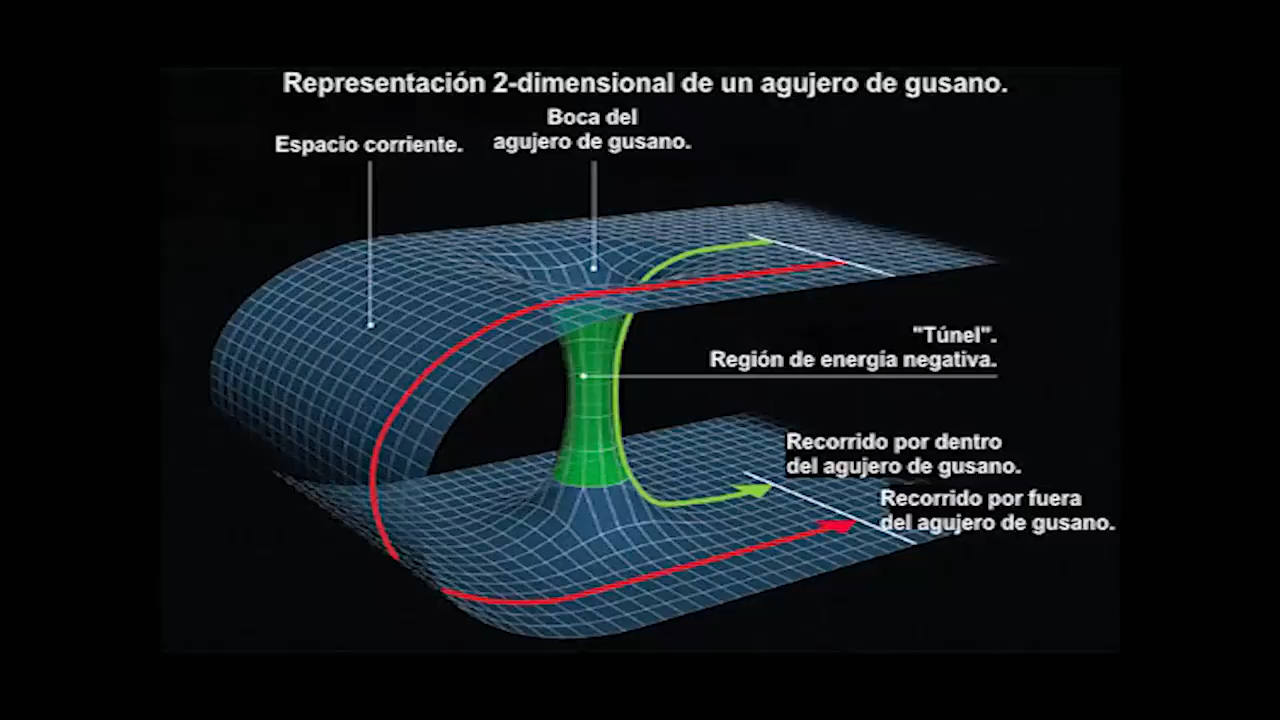 Representación 2-dimensional de un agujero de gusano.
Espacio corriente.
Boca del
agujero de gusano.
"Túnel".
Región de energía negativa.
Recorrido por dentro
del agujero de gusano.
Recorrido por fuera
del agujero de gusano.